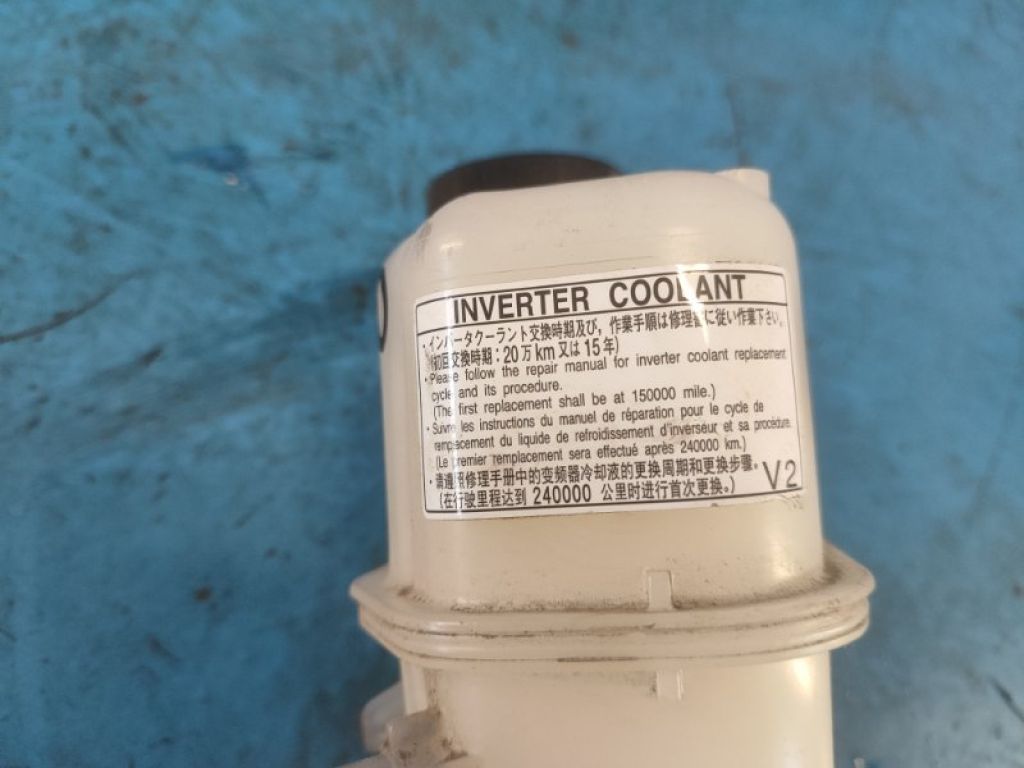 INVERTER COOLANT
・インバータクーラント交換時期及び，作業手順は修理書に従い作業下さい。
(初回交換時期：20万km又は15年)
・Please follow the repair manual for inverter coolant replacement
cycle and its procedure.
(The first replacement shall be at 150000 mile.)
・Suivre les instructions du manuel de réparation pour le cycle de
remplacement du liquide de refroidissement d'inverseur et sa procédure.
(Le premier remplacement sera effectué après 240000 km.)
・请遵照修理手册中的变频器冷却液的更换周期和更换步骤。
(在行驶里程达到 240000 公里时进行首次更换。)
V2